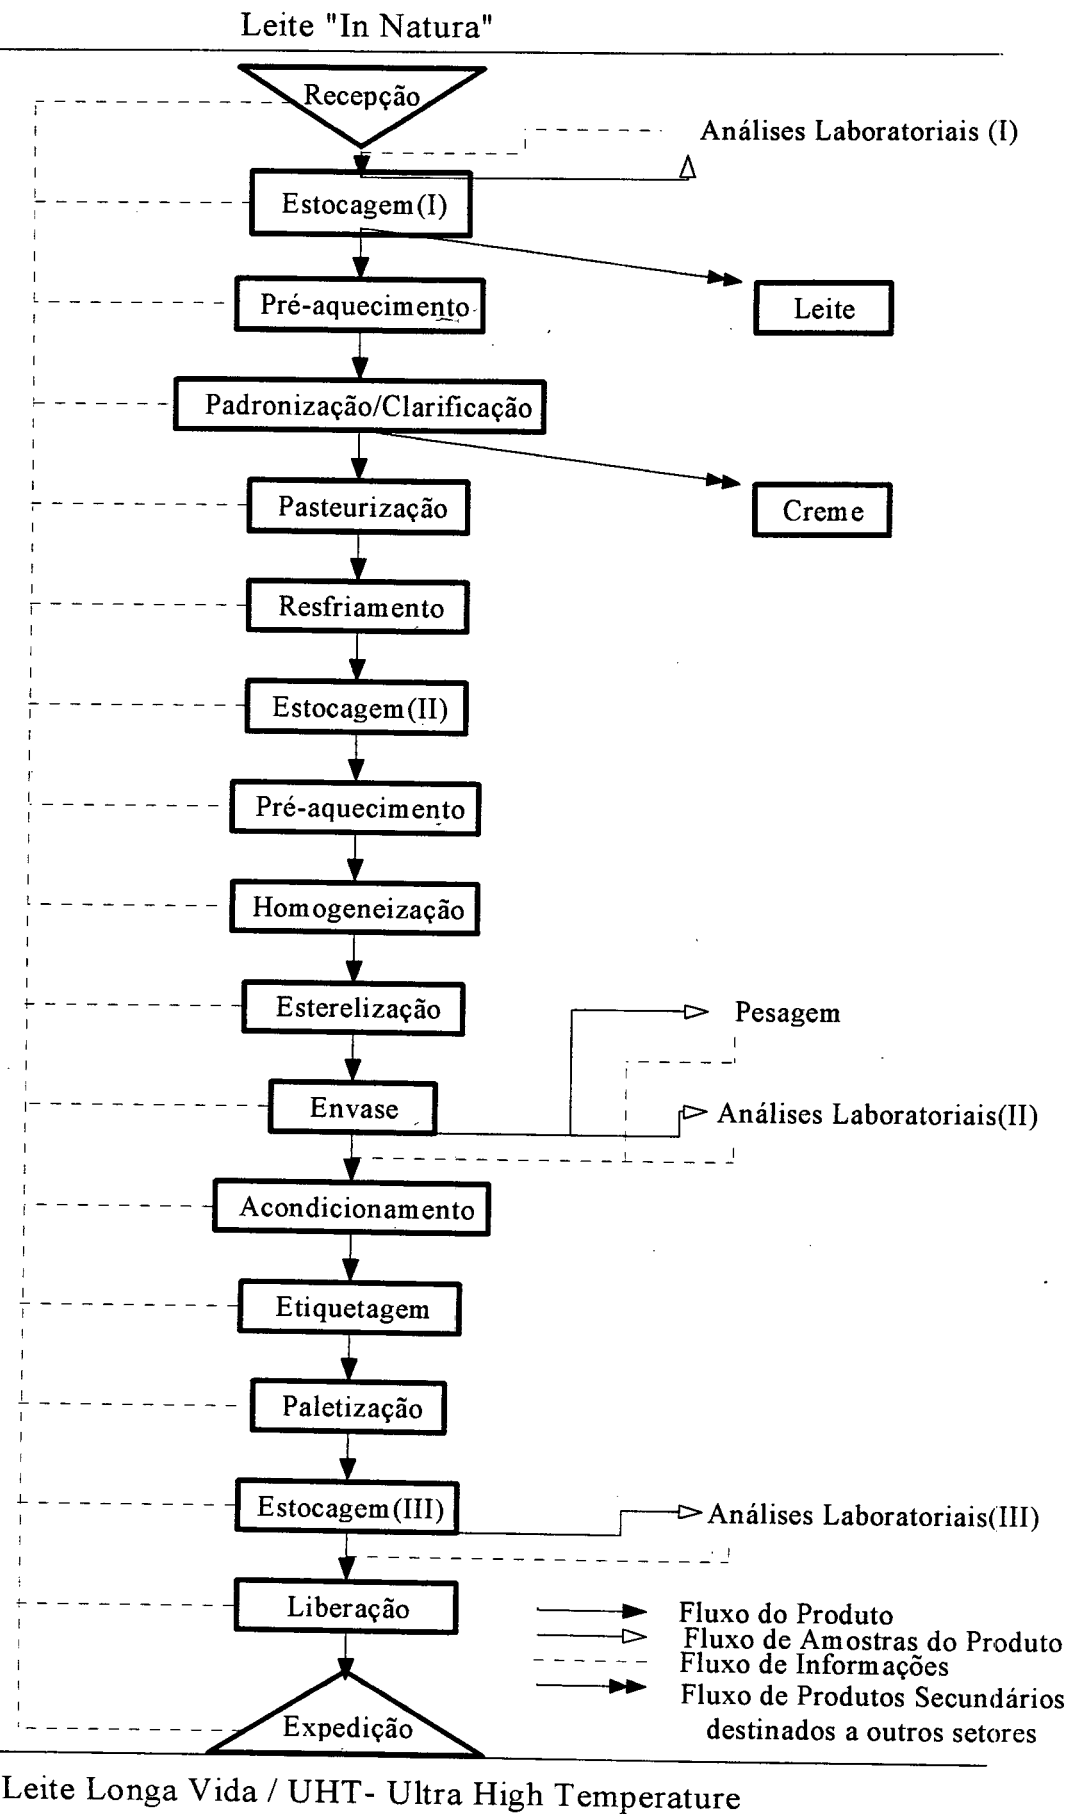 Leite "In Natura"
Recepção
Análises Laboratoriais (I)
Estocagem(I)
Pré-aquecimento
Leite
Padronização/Clarificação
Pasteurização
Creme
Resfriamento
Estocagem(II)
Pré-aquecimento
Homogeneização
Esterelização
Pesagem
Envase
Análises Laboratoriais(II)
Acondicionamento
Etiquetagem
Paletização
Estocagem(III)
Análises Laboratoriais(III)
Liberação
Fluxo do Produto
Fluxo de Amostras do Produto
Fluxo de Informações
Fluxo de Produtos Secundários
destinados a outros setores
Expedição
Leite Longa Vida / UHT- Ultra High Temperature